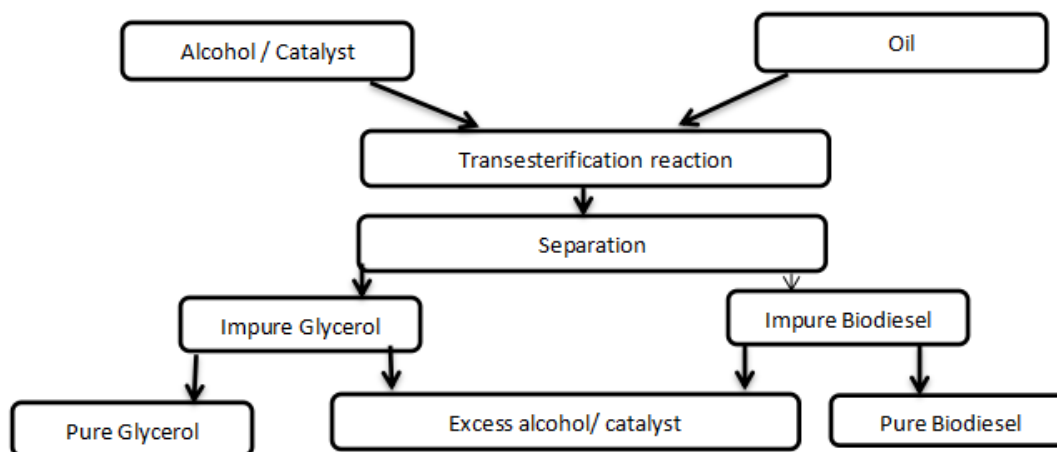 Alcohol / Catalyst
Oil
Transesterification reaction
Separation
Impure Glycerol
Impure Biodiesel
Pure Glycerol
Excess alcohol/ catalyst
Pure Biodiesel